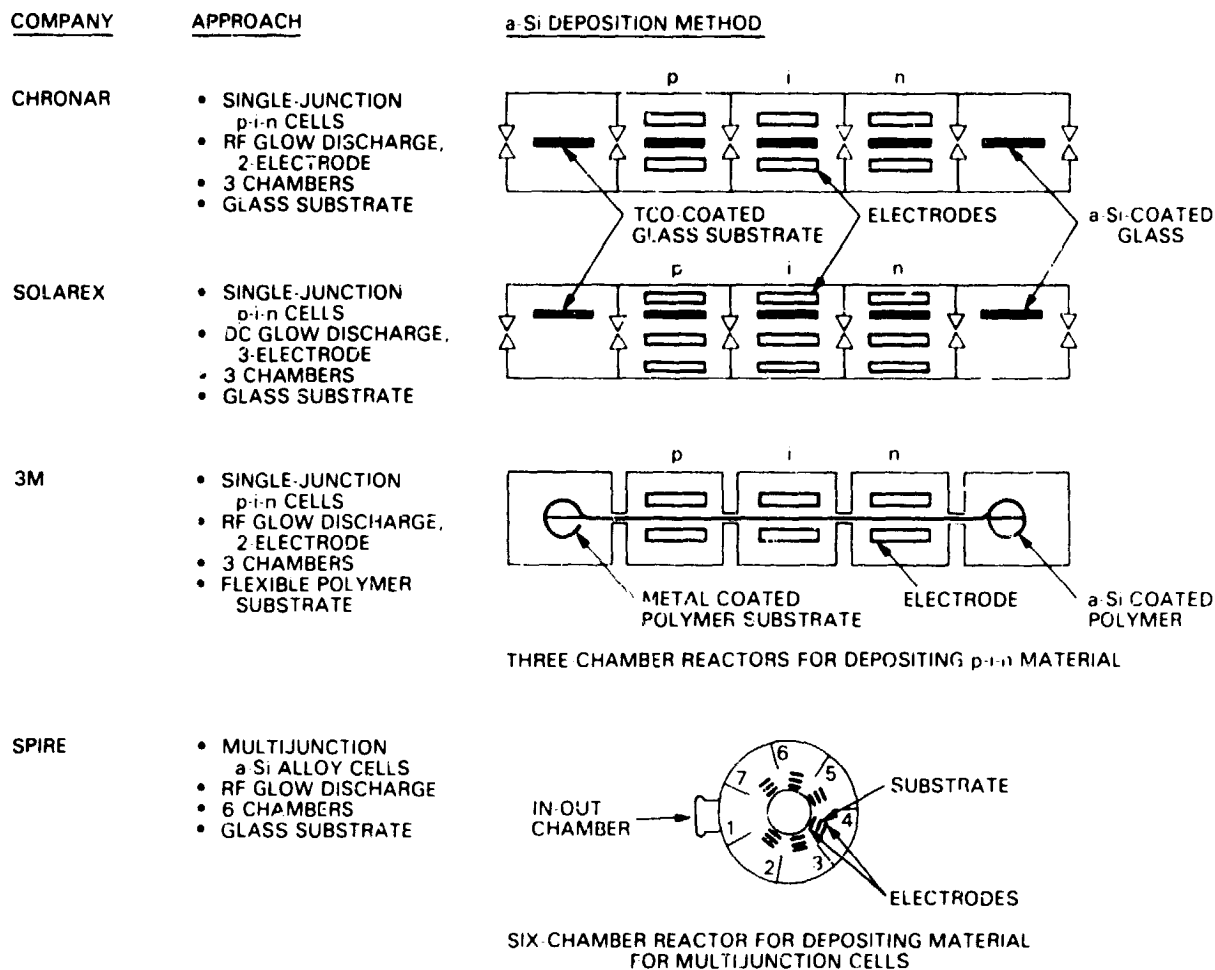 COMPANY APPROACH a-Si DEPOSITION METHOD
CHRONAR
• SINGLE-JUNCTION
p-i-n CELLS
• RF GLOW DISCHARGE,
2-ELECTRODE
• 3 CHAMBERS
• GLASS SUBSTRATE
p i n
TCO-COATED
GLASS SUBSTRATE
ELECTRODES
a-Si-COATED
GLASS
SOLAREX
• SINGLE-JUNCTION
p-i-n CELLS
• DC GLOW DISCHARGE,
3-ELECTRODE
• 3 CHAMBERS
• GLASS SUBSTRATE
p i n
3M
• SINGLE-JUNCTION
p-i-n CELLS
• RF GLOW DISCHARGE,
2-ELECTRODE
• 3 CHAMBERS
• FLEXIBLE POLYMER
SUBSTRATE
p i n
METAL COATED
POLYMER SUBSTRATE
ELECTRODE
a-Si COATED
POLYMER
THREE CHAMBER REACTORS FOR DEPOSITING p-i-n MATERIAL
SPIRE
• MULTIJUNCTION
a-Si ALLOY CELLS
• RF GLOW DISCHARGE
• 6 CHAMBERS
• GLASS SUBSTRATE
IN-OUT
CHAMBER
6
7
5
1
4
2
3
SUBSTRATE
ELECTRODES
SIX-CHAMBER REACTOR FOR DEPOSITING MATERIAL
FOR MULTIJUNCTION CELLS